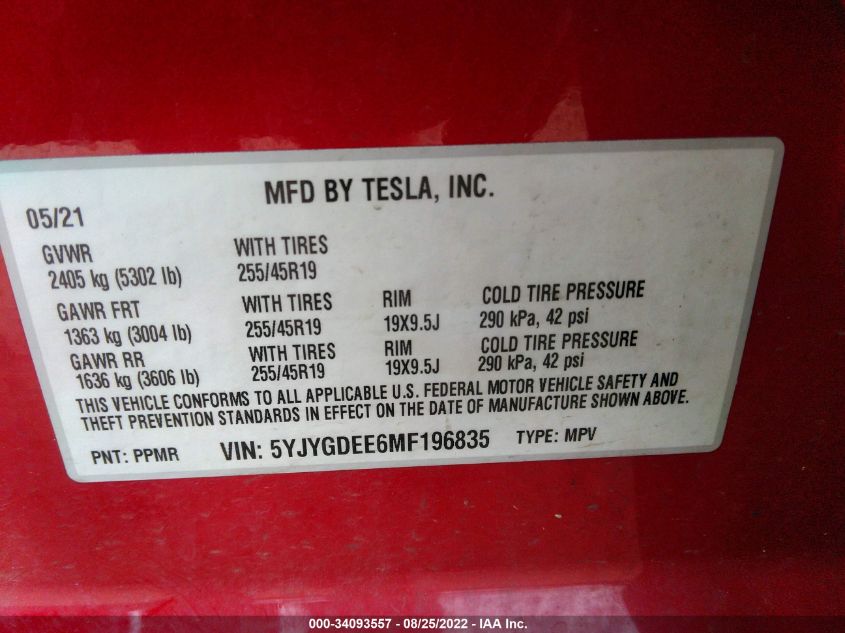 MFD BY TESLA, INC.
05/21
GVWR WITH TIRES
2405 kg (5302 lb) 255/45R19
GAWR FRT WITH TIRES RIM COLD TIRE PRESSURE
1363 kg (3004 lb) 255/45R19 19X9.5J 290 kPa, 42 psi
GAWR RR WITH TIRES RIM COLD TIRE PRESSURE
1636 kg (3606 lb) 255/45R19 19X9.5J 290 kPa, 42 psi
THIS VEHICLE CONFORMS TO ALL APPLICABLE U.S. FEDERAL MOTOR VEHICLE SAFETY AND
THEFT PREVENTION STANDARDS IN EFFECT ON THE DATE OF MANUFACTURE SHOWN ABOVE.
PNT: PPMR VIN: 5YJYGDEE6MF196835 TYPE: MPV
000-34093557 - 08/25/2022 - IAA Inc.